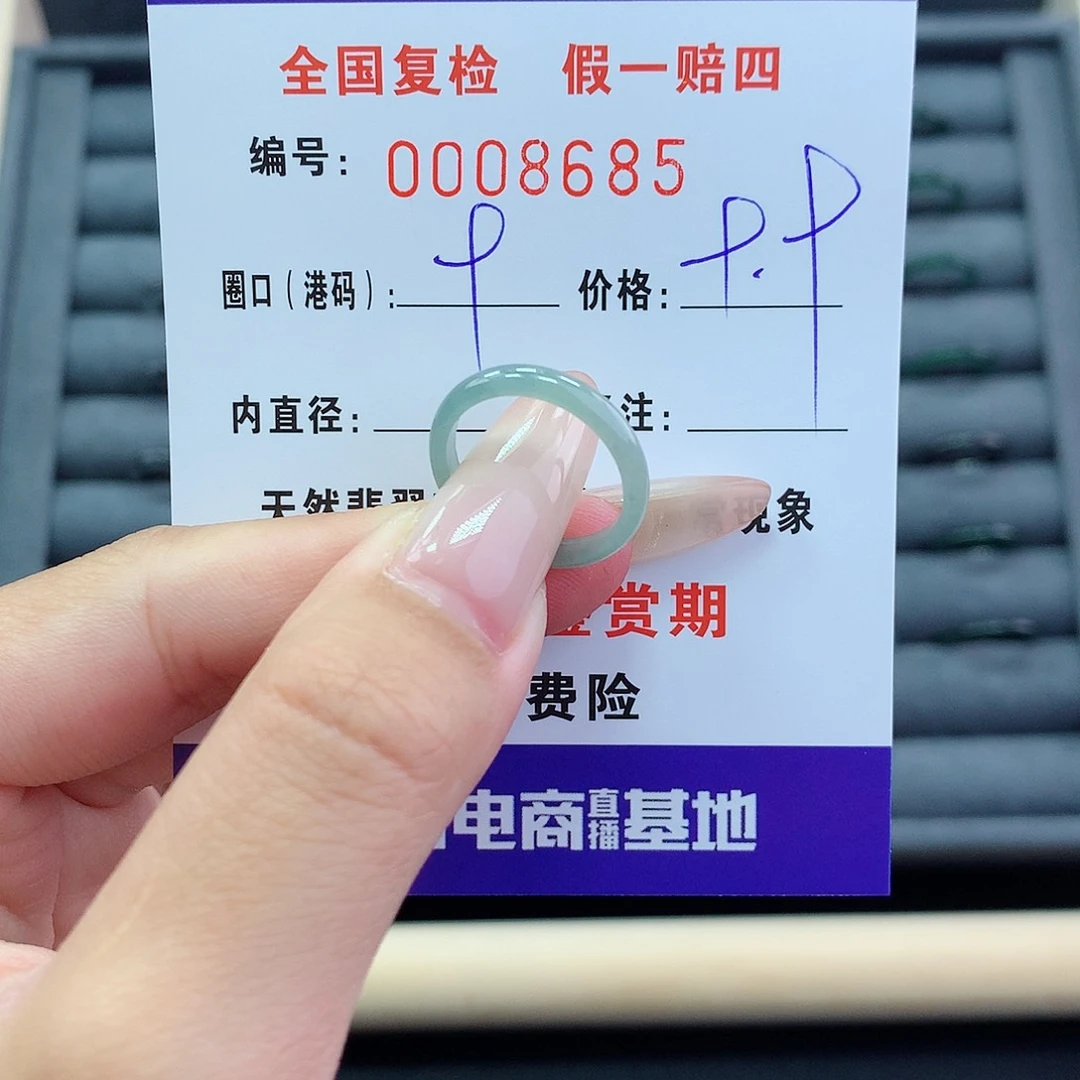 全国复检 假一赔四
编号：0008685
圈口（港码）： 价格：
内直径： 注：
天然翡翠 现象
鉴赏期
费险
电商直播基地